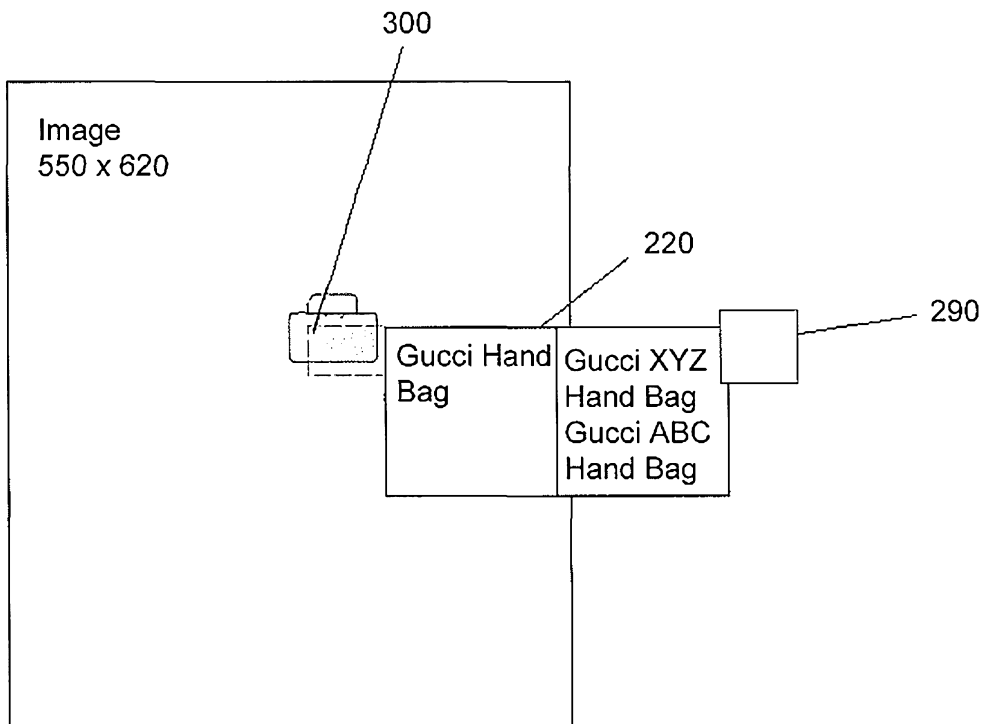 300
Image
550 x 620
220
290
Gucci Hand
Bag
Gucci XYZ
Hand Bag
Gucci ABC
Hand Bag